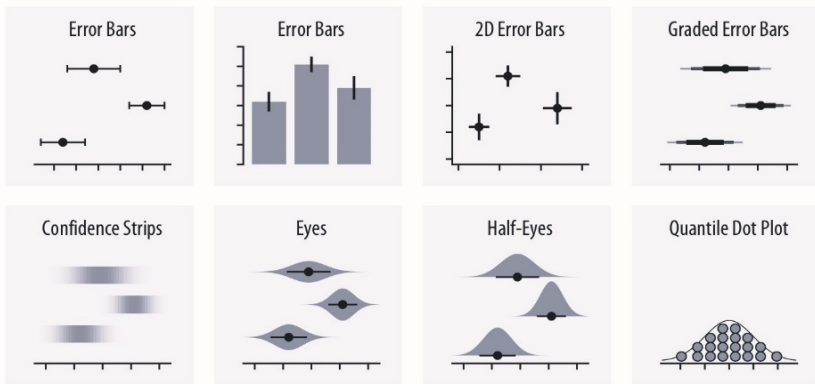 Error Bars
Error Bars
2D Error Bars
Graded Error Bars
Confidence Strips
Eyes
Half-Eyes
Quantile Dot Plot